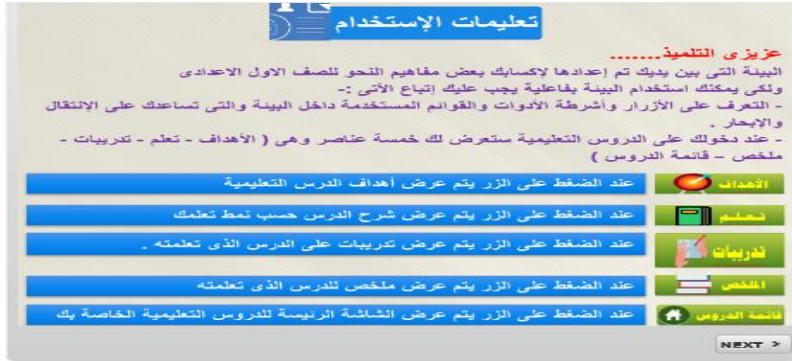 تعليمات الإستخدام
عزيزى التلميذ.......
البيئة التى بين يديك تم إعدادها لإكسابك بعض مفاهيم النحو للصف الاول الاعدادى
ولكى يمكنك استخدام البيئة بفاعلية يجب عليك إتباع الأتى :-
- التعرف على الأزرار وأشرطة الأدوات والقوائم المستخدمة داخل البيئة والتى تساعدك على الإنتقال
والإبحار .
- عند دخولك على الدروس التعليمية ستعرض لك خمسة عناصر وهى ( الأهداف - تعلم - تدريبات -
ملخص – قائمة الدروس )
الأهداف عند الضغط على الزر يتم عرض أهداف الدرس التعليمية
تعلم عند الضغط على الزر يتم عرض شرح الدرس حسب نمط تعلمك
تدريبات عند الضغط على الزر يتم عرض تدريبات على الدرس الذى تعلمته .
الملخص عند الضغط على الزر يتم عرض ملخص للدرس الذى تعلمته
قائمة الدروس عند الضغط على الزر يتم عرض الشاشة الرئيسة للدروس التعليمية الخاصة بك
NEXT >